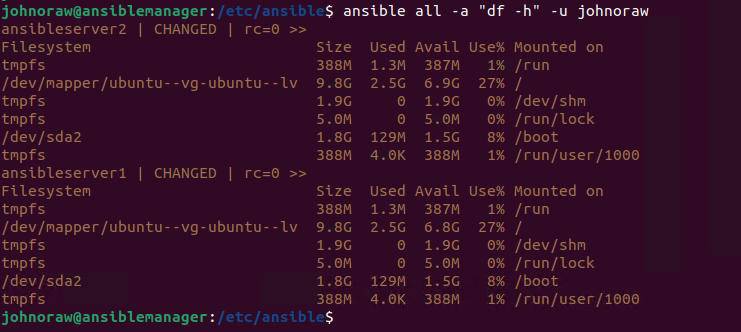 johnoraw@ansiblemanager:/etc/ansible$ ansible all -a "df -h" -u johnoraw
ansibleserver2 | CHANGED | rc=0 >>
Filesystem                         Size  Used Avail Use% Mounted on
tmpfs                              388M  1.3M  387M   1% /run
/dev/mapper/ubuntu--vg-ubuntu--lv  9.8G  2.5G  6.9G  27% /
tmpfs                              1.9G     0  1.9G   0% /dev/shm
tmpfs                              5.0M     0  5.0M   0% /run/lock
/dev/sda2                          1.8G  129M  1.5G   8% /boot
tmpfs                              388M  4.0K  388M   1% /run/user/1000
ansibleserver1 | CHANGED | rc=0 >>
Filesystem                         Size  Used Avail Use% Mounted on
tmpfs                              388M  1.3M  387M   1% /run
/dev/mapper/ubuntu--vg-ubuntu--lv  9.8G  2.5G  6.8G  27% /
tmpfs                              1.9G     0  1.9G   0% /dev/shm
tmpfs                              5.0M     0  5.0M   0% /run/lock
/dev/sda2                          1.8G  129M  1.5G   8% /boot
tmpfs                              388M  4.0K  388M   1% /run/user/1000
johnoraw@ansiblemanager:/etc/ansible$